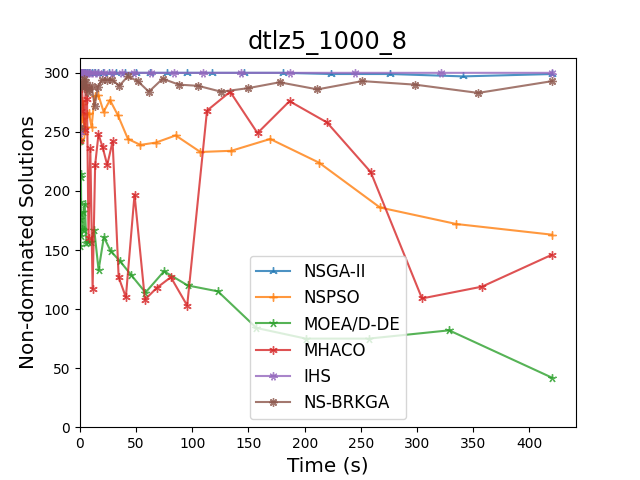 dtlz5_1000_8
Non-dominated Solutions
300
250
200
150
100
50
0
NSGA-II
NSPSO
MOEA/D-DE
MHACO
IHS
NS-BRKGA
0 50 100 150 200 250 300 350 400
Time (s)